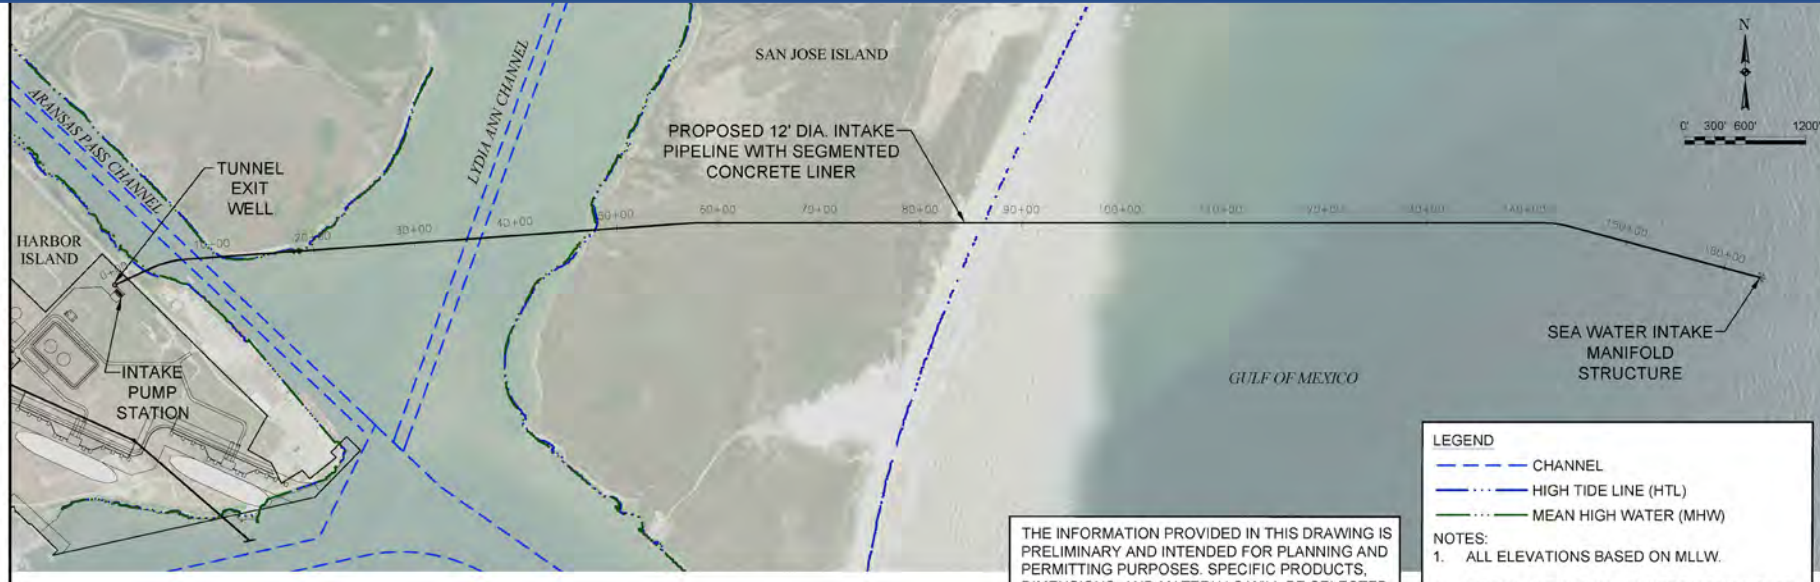 SAN JOSE ISLAND
N
0' 300' 600' 1200'
ARANSAS PASS CHANNEL
LYDIA ANN CHANNEL
PROPOSED 12' DIA. INTAKE
PIPELINE WITH SEGMENTED
CONCRETE LINER
TUNNEL
EXIT
WELL
HARBOR
ISLAND
10+00
20+00
30+00
40+00
50+00
60+00
70+00
80+00
90+00
100+00
150+00
160+00
INTAKE
PUMP
STATION
SEA WATER INTAKE
MANIFOLD
STRUCTURE
GULF OF MEXICO
THE INFORMATION PROVIDED IN THIS DRAWING IS
PRELIMINARY AND INTENDED FOR PLANNING AND
PERMITTING PURPOSES. SPECIFIC PRODUCTS,
LEGEND
CHANNEL
HIGH TIDE LINE (HTL)
MEAN HIGH WATER (MHW)
NOTES:
1. ALL ELEVATIONS BASED ON MLLW.